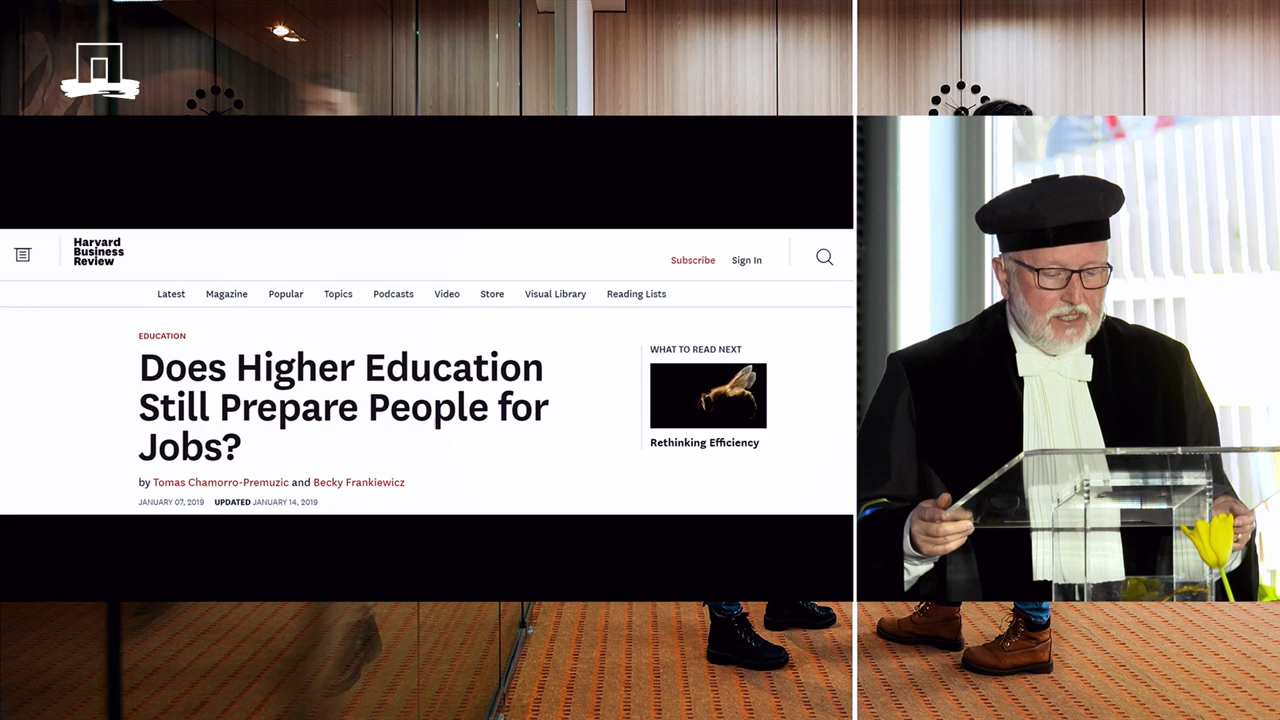 Harvard
Business
Review
Subscribe
Sign In
Latest
Magazine
Popular
Topics
Podcasts
Video
Store
Visual Library
Reading Lists
EDUCATION
Does Higher Education
Still Prepare People for
Jobs?
by Tomas Chamorro-Premuzic and Becky Frankiewicz
JANUARY 07, 2019 UPDATED JANUARY 14, 2019
WHAT TO READ NEXT
Rethinking Efficiency